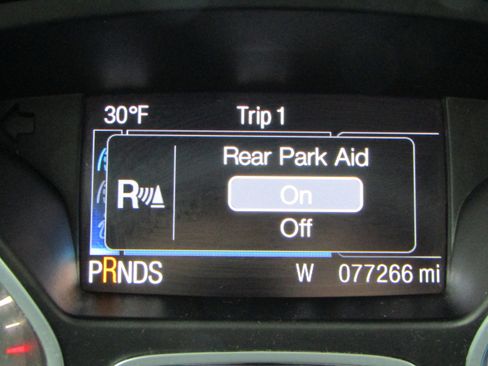 30°F Trip 1
Rear Park Aid
R On
Off
PRNDS W 077266 mi